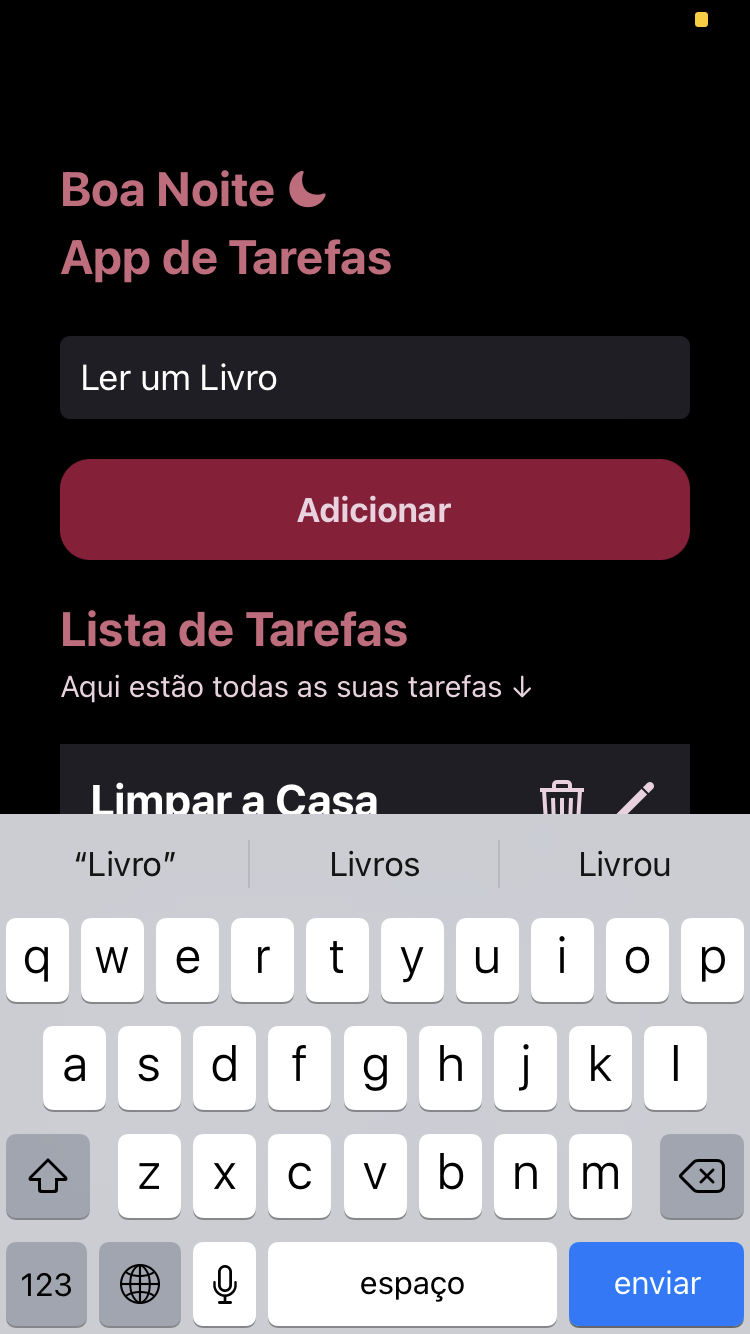 Boa Noite
App de Tarefas
Ler um Livro
Adicionar
Lista de Tarefas
Aqui estão todas as suas tarefas ↓
Limpar a Casa
“Livro” Livros Livrou
q w e r t y u i o p
a s d f g h j k l
z x c v b n m
123 espaço enviar